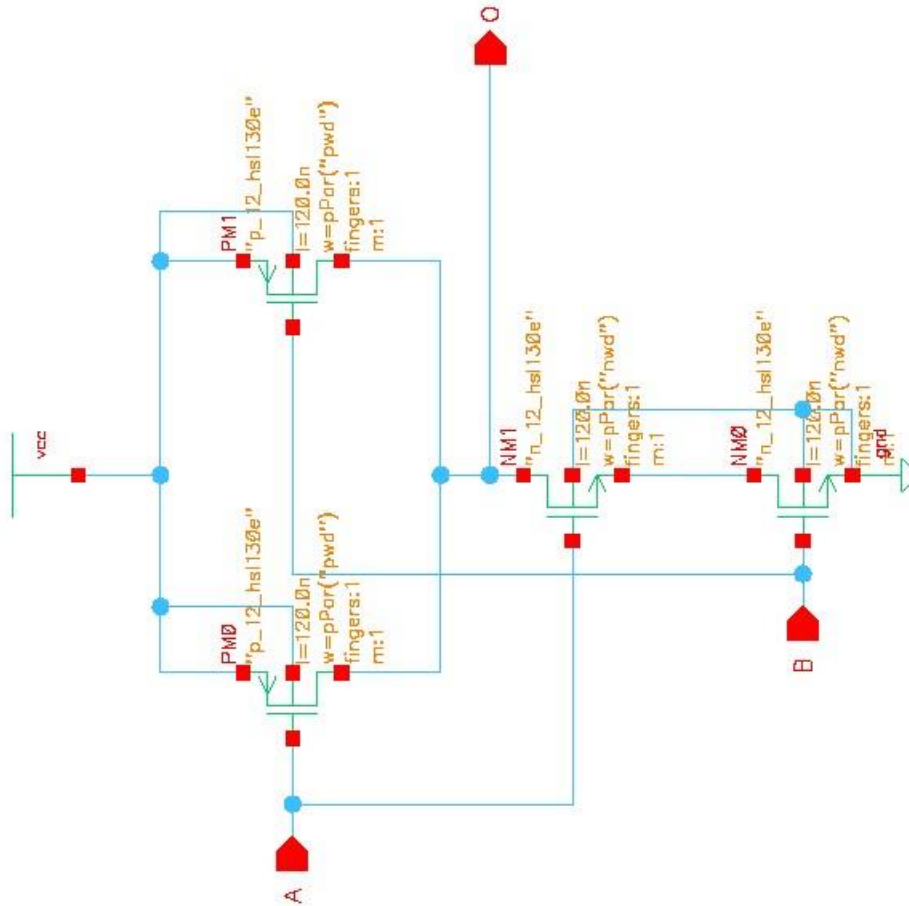 O
vcc
PM1
"p_12_hsl130e"
l=120.0n
w=pPar("pwd")
fingers:1
m:1
PM0
"p_12_hsl130e"
l=120.0n
w=pPar("pwd")
fingers:1
m:1
NM1
"n_12_hsl130e"
l=120.0n
w=pPar("nwd")
fingers:1
m:1
NM0
"n_12_hsl130e"
l=120.0n
w=pPar("nwd")
fingers:1
m:1
gnd
B
A